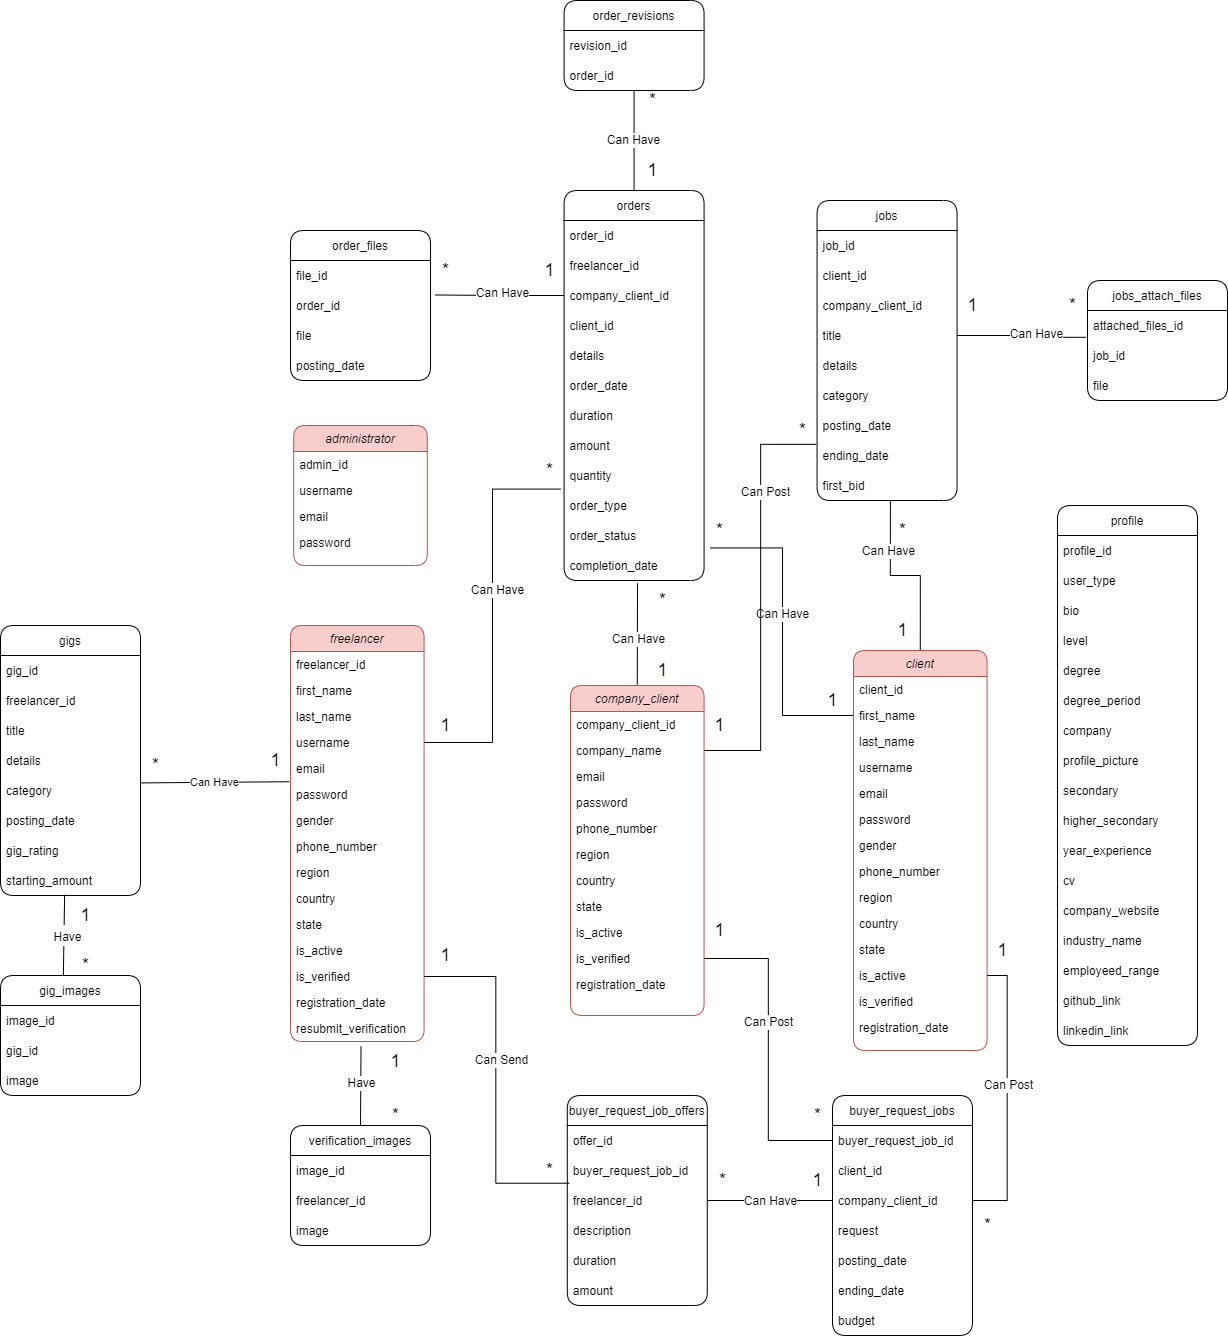 order_revisions
revision_id
order_id
*
Can Have
1
orders
order_id
freelancer_id
company_client_id
client_id
details
order_date
duration
amount
quantity
order_type
order_status
completion_date
order_files
file_id
order_id
file
posting_date
*
Can Have
1
jobs
job_id
client_id
company_client_id
title
details
category
posting_date
ending_date
first_bid
1
Can Have
*
jobs_attach_files
attached_files_id
job_id
file
administrator
admin_id
username
email
password
*
Can Have
1
*
Can Post
1
*
Can Have
1
*
Can Have
1
*
Can Have
1
profile
profile_id
user_type
bio
level
degree
degree_period
company
profile_picture
secondary
higher_secondary
year_experience
cv
company_website
industry_name
employeed_range
github_link
linkedin_link
gigs
gig_id
freelancer_id
title
details
category
posting_date
gig_rating
starting_amount
*
Can Have
1
freelancer
freelancer_id
first_name
last_name
username
email
password
gender
phone_number
region
country
state
is_active
is_verified
registration_date
resubmit_verification
company_client
company_client_id
company_name
email
password
phone_number
region
country
state
is_active
is_verified
registration_date
client
client_id
first_name
last_name
username
email
password
gender
phone_number
region
country
state
is_active
is_verified
registration_date
1
Have
*
gig_images
image_id
gig_id
image
1
Have
*
verification_images
image_id
freelancer_id
image
1
Can Send
*
1
Can Post
*
1
Can Post
*
buyer_request_job_offers
offer_id
buyer_request_job_id
freelancer_id
description
duration
amount
*
Can Have
1
buyer_request_jobs
buyer_request_job_id
client_id
company_client_id
request
posting_date
ending_date
budget